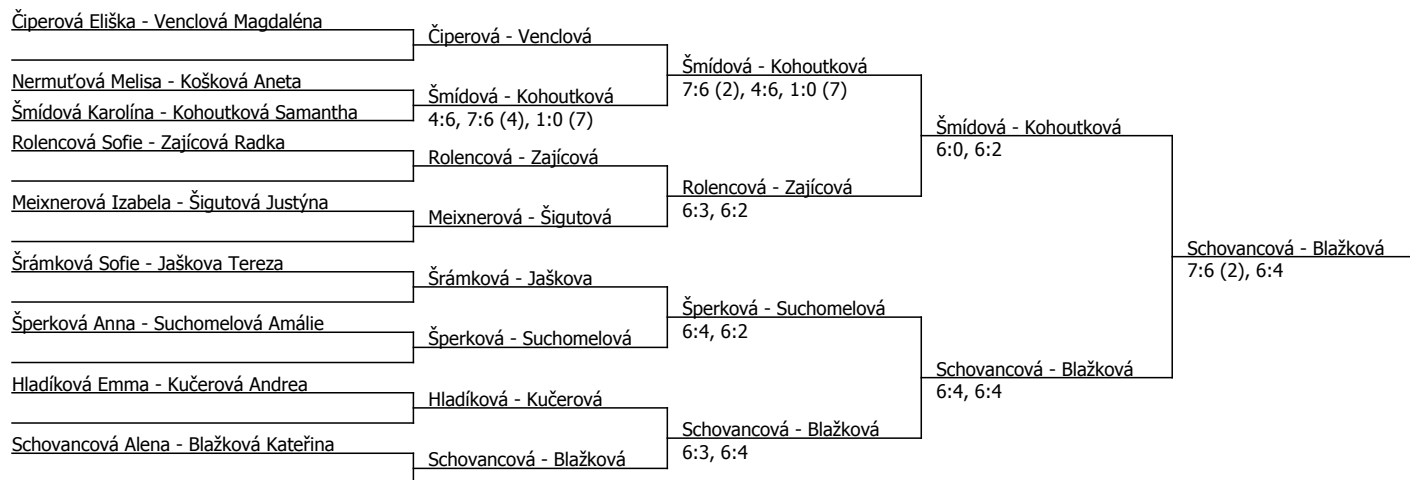 Čiperová Eliška - Venclová Magdaléna
Nermuťová Melisa - Košková Aneta
Šmídová Karolína - Kohoutková Samantha
Rolencová Sofie - Zajícová Radka
Meixnerová Izabela - Šigutová Justýna
Šrámková Sofie - Jaškova Tereza
Šperková Anna - Suchomelová Amálie
Hladíková Emma - Kučerová Andrea
Schovancová Alena - Blažková Kateřina
Čiperová - Venclová
Šmídová - Kohoutková
4:6, 7:6 (4), 1:0 (7)
Rolencová - Zajícová
Meixnerová - Šigutová
Šrámková - Jaškova
Šperková - Suchomelová
Hladíková - Kučerová
Schovancová - Blažková
Šmídová - Kohoutková
7:6 (2), 4:6, 1:0 (7)
Rolencová - Zajícová
6:3, 6:2
Šperková - Suchomelová
6:4, 6:2
Schovancová - Blažková
6:3, 6:4
Šmídová - Kohoutková
6:0, 6:2
Schovancová - Blažková
6:4, 6:4
Schovancová - Blažková
7:6 (2), 6:4